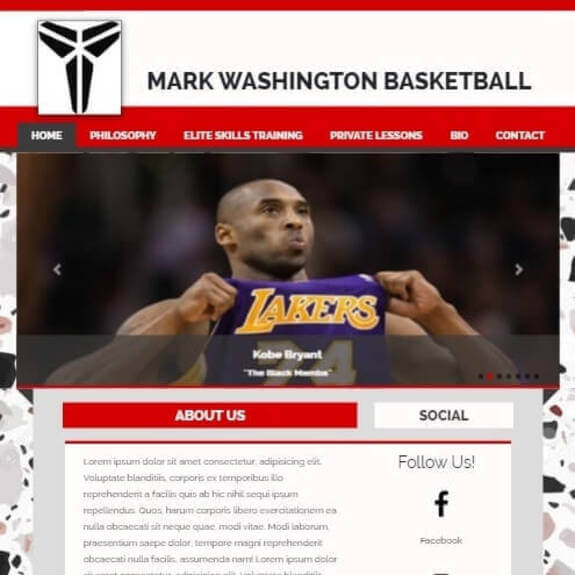 MARK WASHINGTON BASKETBALL
HOME PHILOSOPHY ELITE SKILLS TRAINING PRIVATE LESSONS BIO CONTACT
LAKERS
24
Kobe Bryant
"The Black Memba"
ABOUT US
SOCIAL
Lorem ipsum dolor sit amet consectetur, adipisicing elit.
Voluptate blanditiis, corporis ex temporibus illo
reprehenderit a facilis quis ab hic nihil sequi ipsum
repellendus. Quos, harum corporis libero exercitationem ea
nulla obcaecati sit neque quae, modi vitae. Modi laborum,
praesentium saepe dolor, tempore magni reprehenderit
obcaecati nulla facilis, assumenda nam! Lorem ipsum dolor
Follow Us!
Facebook